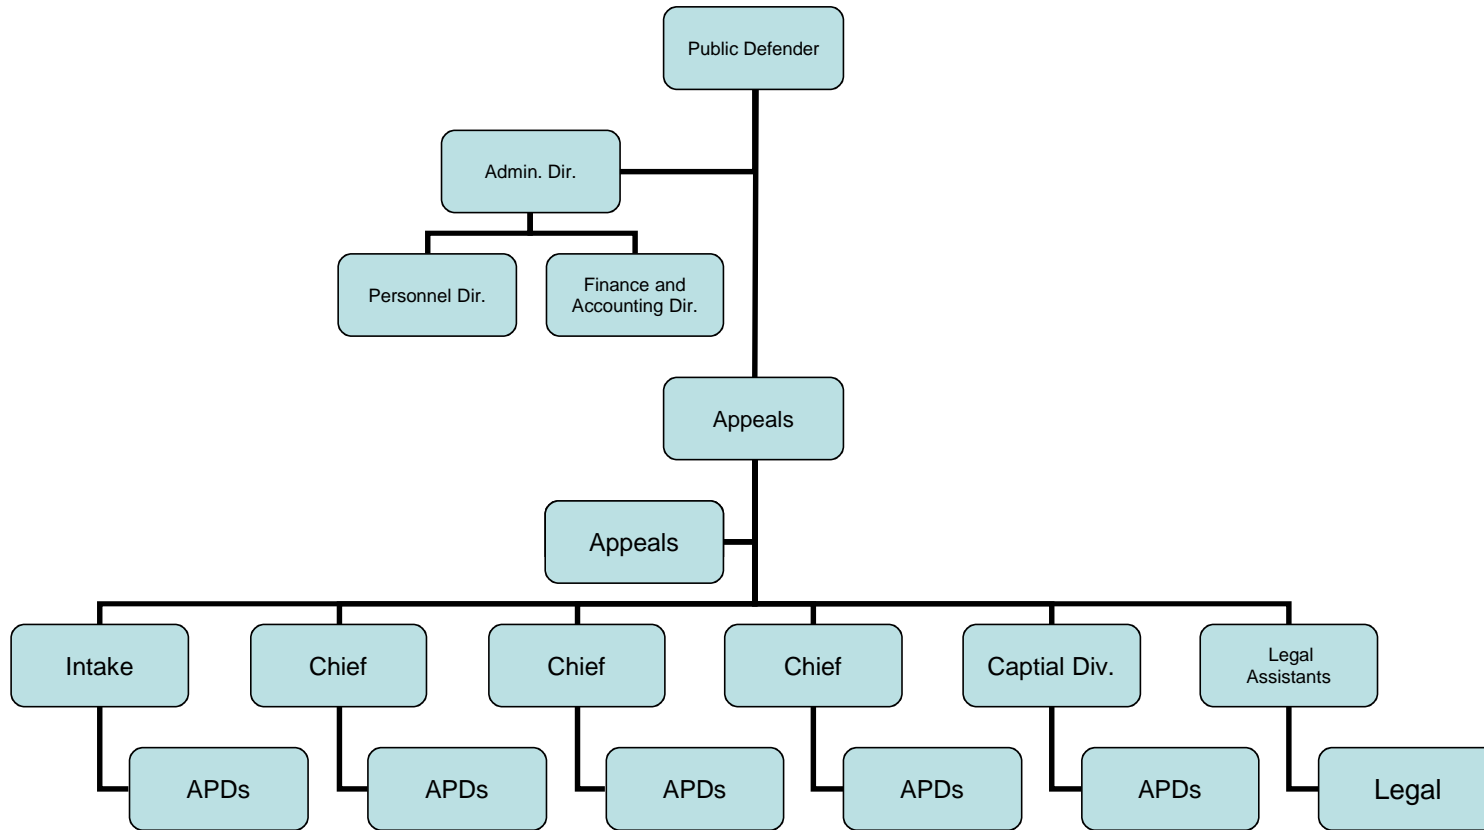 Public Defender
Admin. Dir.
Personnel Dir.
Finance and
Accounting Dir.
Appeals
Appeals
Intake
Chief
Chief
Chief
Captial Div.
Legal
Assistants
APDs
APDs
APDs
APDs
APDs
Legal